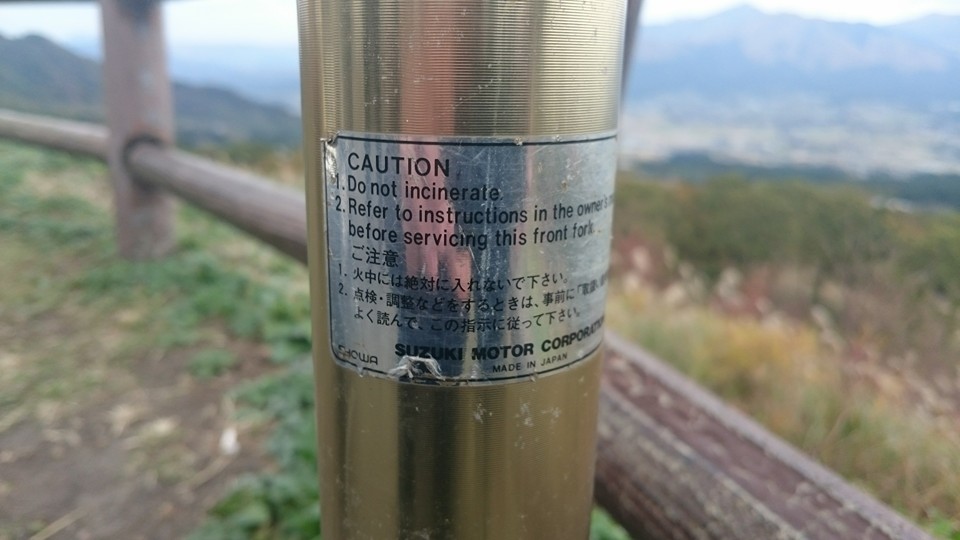 CAUTION
1. Do not incinerate.
2. Refer to instructions in the owner's
before servicing this front fork.
ご注意
1. 火中には絶対に入れないで下さい。
2. 点検・調整などをするときは、事前に「取扱
よく読んで、この指示に従って下さい。
SHOWA SUZUKI MOTOR CORPORATION
MADE IN JAPAN